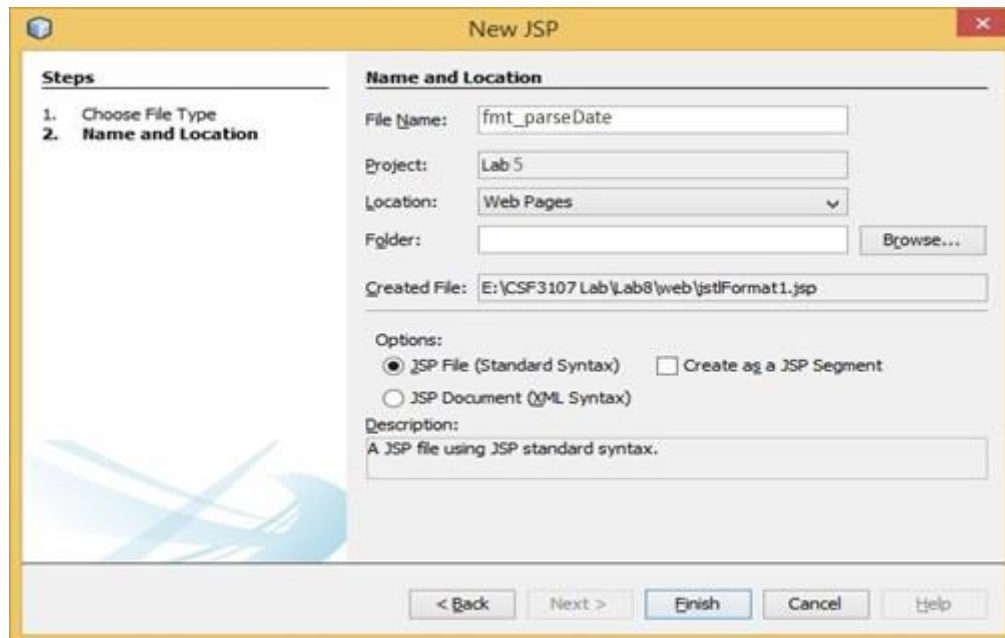 New JSP
Steps
1. Choose File Type
2. Name and Location
Name and Location
File Name: fmt_parseDate
Project: Lab 5
Location: Web Pages
Folder: Browse...
Created File: E:\CSF3107 Lab\Lab8\web\jstlFormat1.jsp
Options:
JSP File (Standard Syntax) Create as a JSP Segment
JSP Document (XML Syntax)
Description:
A JSP file using JSP standard syntax.
< Back Next > Finish Cancel Help